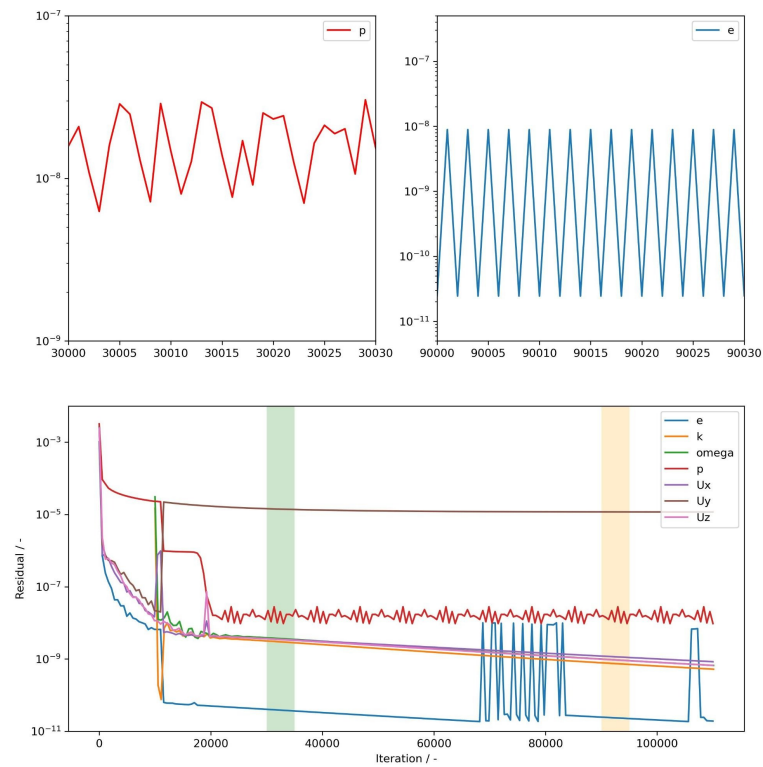 10⁻⁷
10⁻⁸
10⁻⁹
p
30000 30005 30010 30015 30020 30025 30030
10⁻⁷
10⁻⁸
10⁻⁹
10⁻¹⁰
10⁻¹¹
e
90000 90005 90010 90015 90020 90025 90030
Residual / -
10⁻³
10⁻⁵
10⁻⁷
10⁻⁹
10⁻¹¹
e
k
omega
p
Ux
Uy
Uz
0 20000 40000 60000 80000 100000
Iteration / -